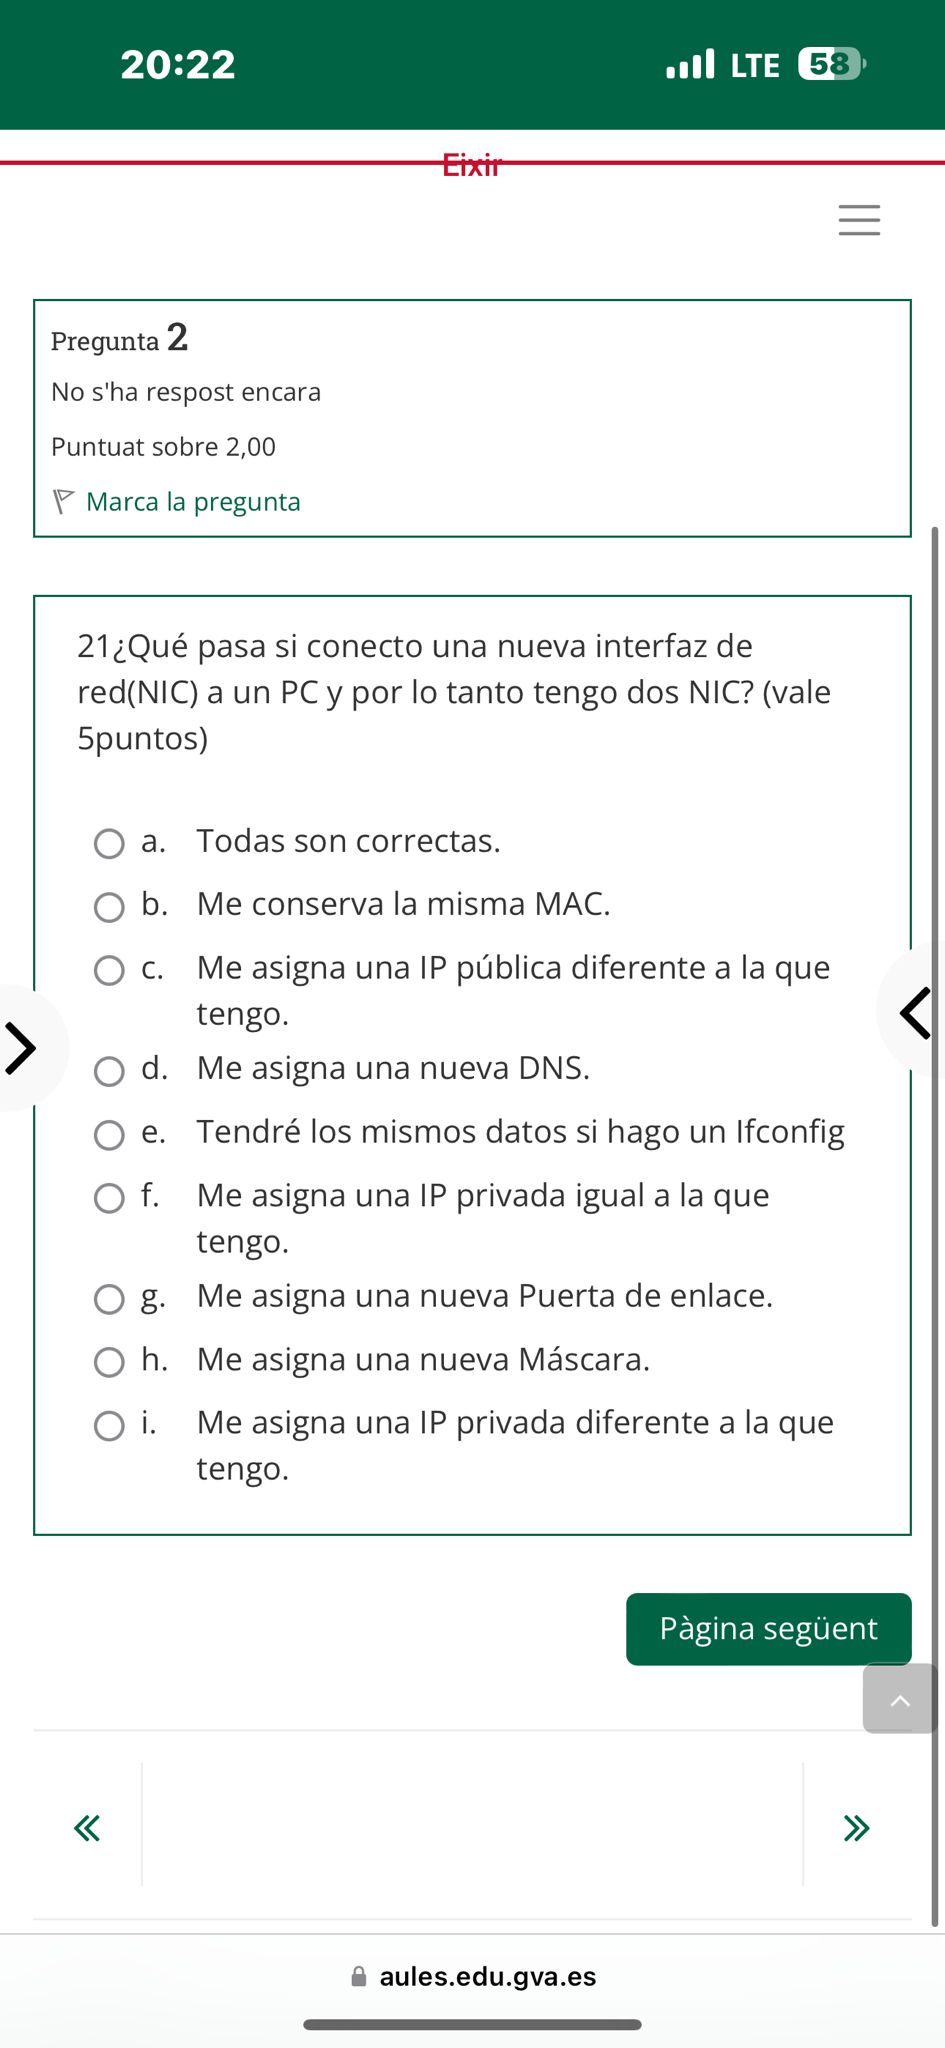 20:22
LTE 58
Eixir
Pregunta 2
No s'ha respost encara
Puntuat sobre 2,00
Marca la pregunta
21¿Qué pasa si conecto una nueva interfaz de
red(NIC) a un PC y por lo tanto tengo dos NIC? (vale
5puntos)
a. Todas son correctas.
b. Me conserva la misma MAC.
c. Me asigna una IP pública diferente a la que
tengo.
d. Me asigna una nueva DNS.
e. Tendré los mismos datos si hago un Ifconfig
f. Me asigna una IP privada igual a la que
tengo.
g. Me asigna una nueva Puerta de enlace.
h. Me asigna una nueva Máscara.
i. Me asigna una IP privada diferente a la que
tengo.
Pàgina següent
aules.edu.gva.es